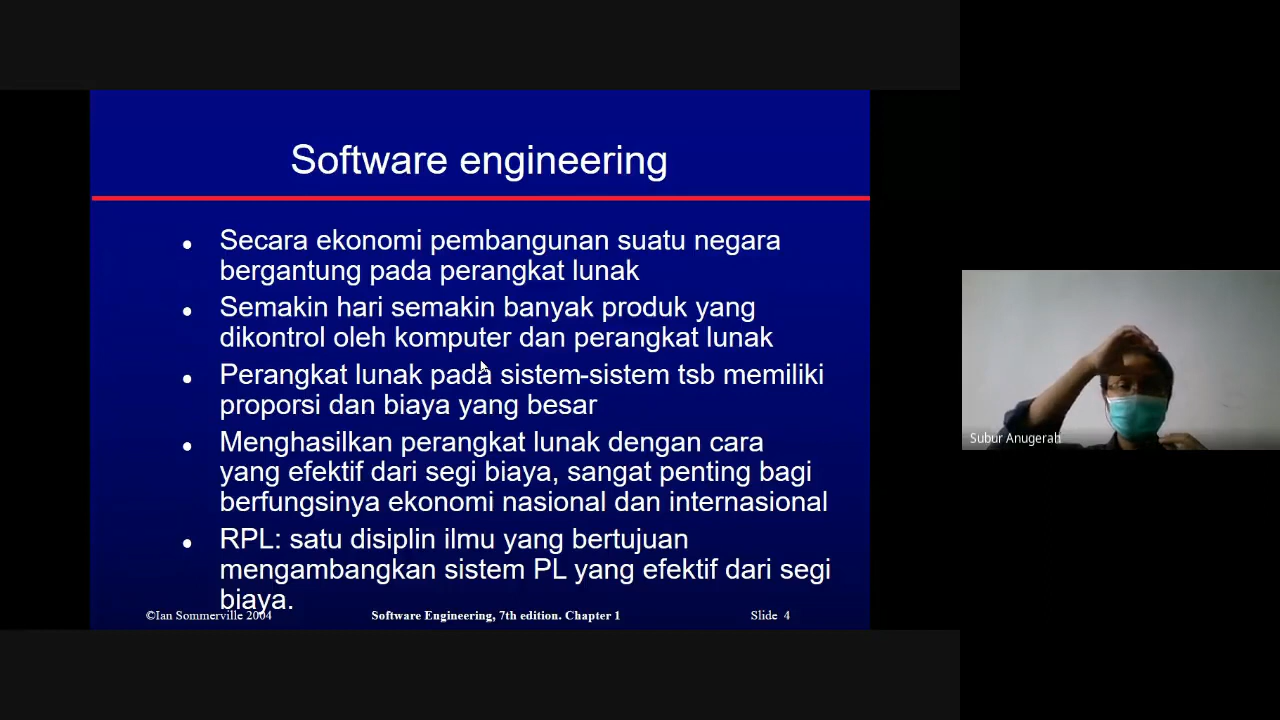 Software engineering
Secara ekonomi pembangunan suatu negara
bergantung pada perangkat lunak
Semakin hari semakin banyak produk yang
dikontrol oleh komputer dan perangkat lunak
Perangkat lunak pada sistem-sistem tsb memiliki
proporsi dan biaya yang besar
Menghasilkan perangkat lunak dengan cara
yang efektif dari segi biaya, sangat penting bagi
berfungsinya ekonomi nasional dan internasional
RPL: satu disiplin ilmu yang bertujuan
mengambangkan sistem PL yang efektif dari segi
biaya.
©Ian Sommerville 2004 Software Engineering, 7th edition. Chapter 1 Slide 4
Subur Anugerah